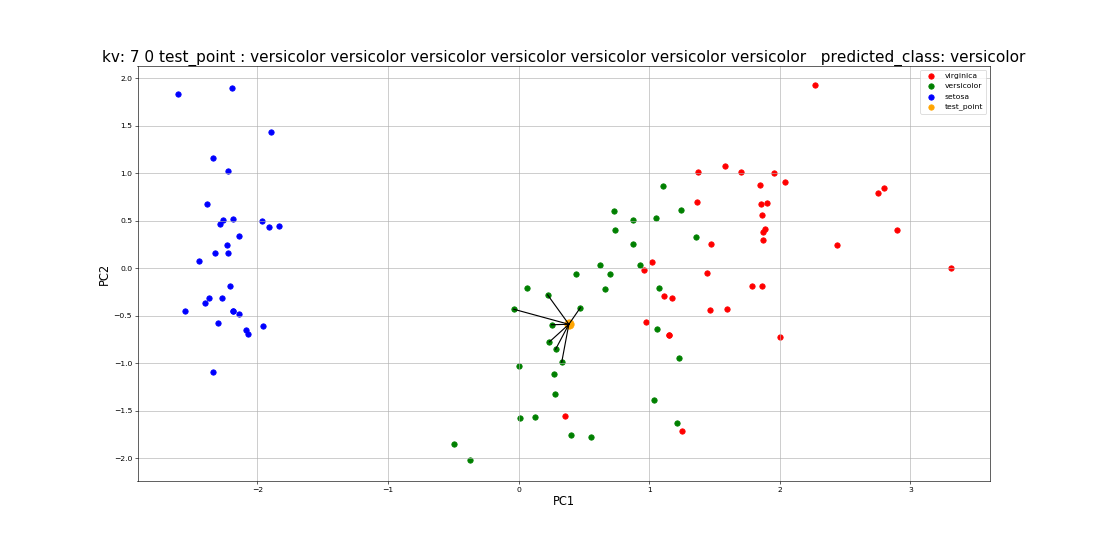 kv: 7 0 test_point : versicolor versicolor versicolor versicolor versicolor versicolor versicolor   predicted_class: versicolor
virginica
versicolor
setosa
test_point
2.0
1.5
1.0
0.5
0.0
−0.5
−1.0
−1.5
−2.0
PC2
−2
−1
0
1
2
3
PC1